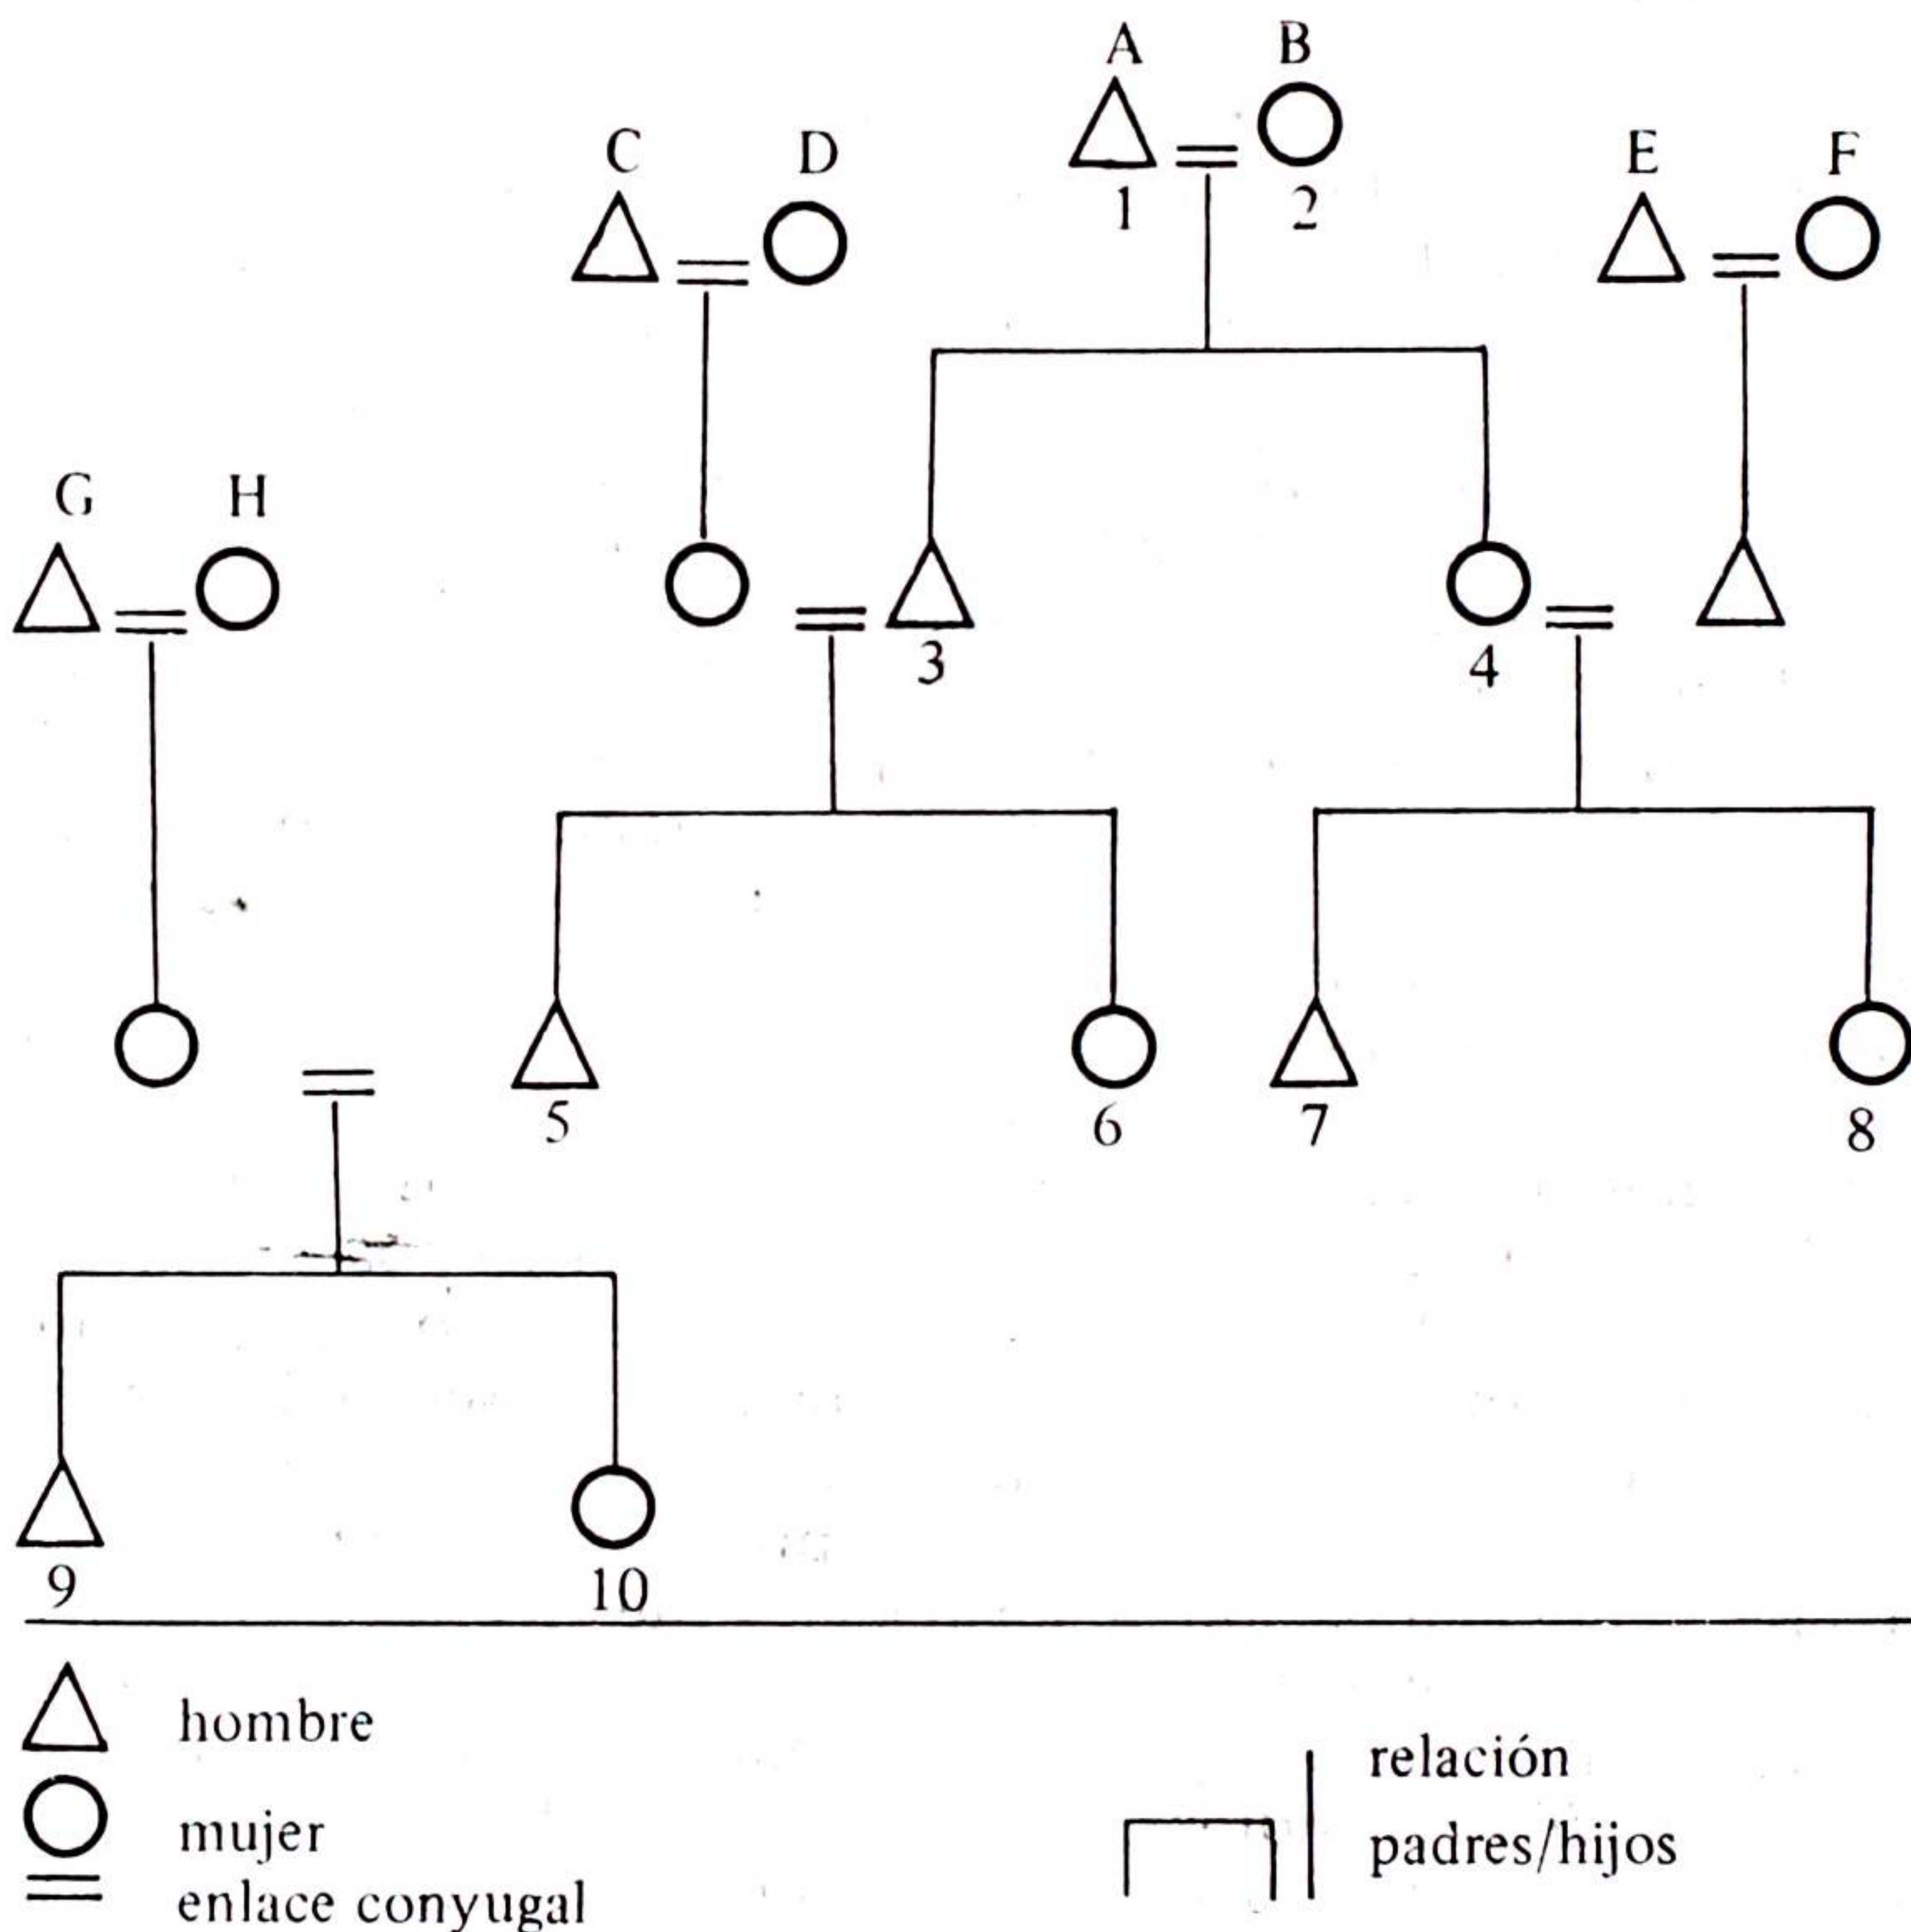 A B
C D
E F
1 2
G H
3
4
5
6
7
8
9
10
hombre
mujer
enlace conyugal
relación
padres/hijos